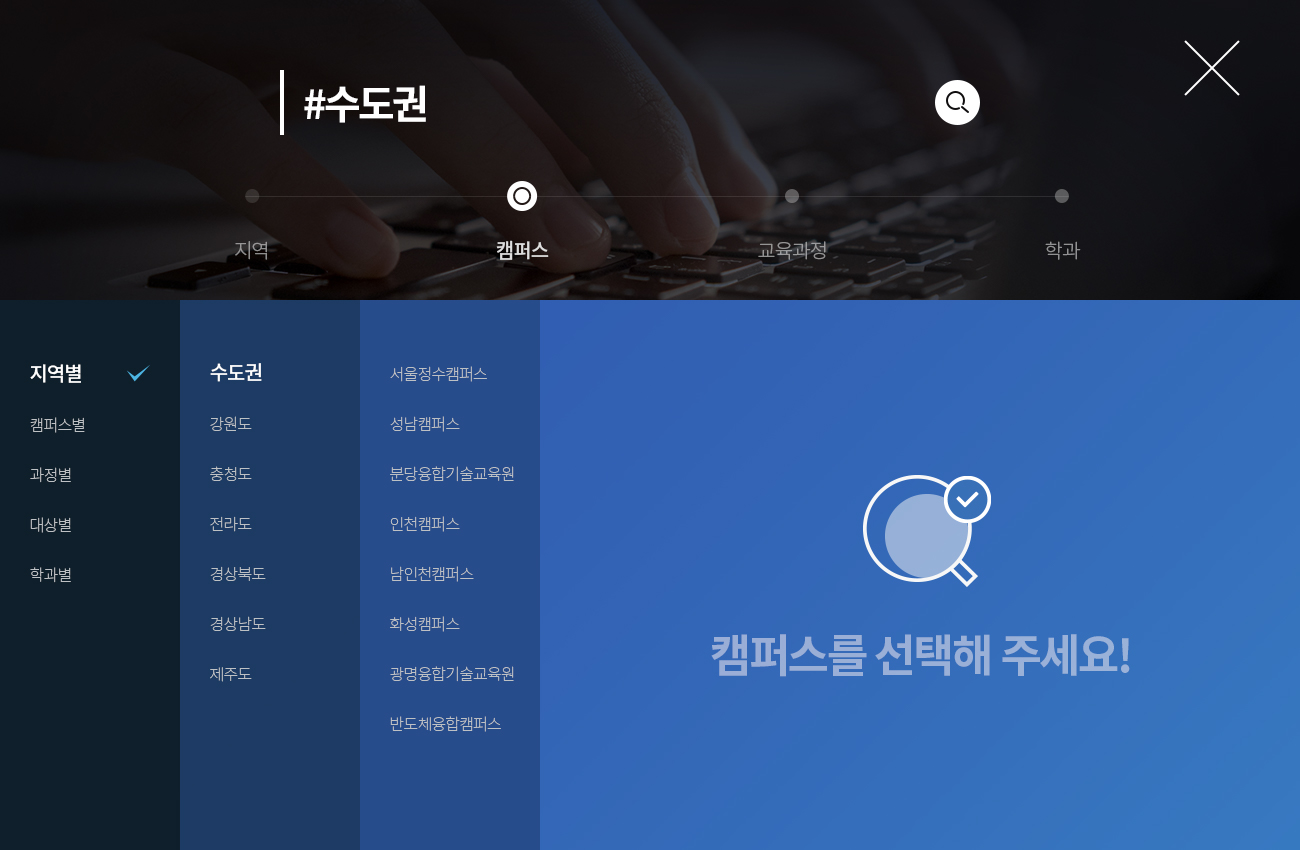 #수도권
지역
캠퍼스
교육과정
학과
지역별
캠퍼스별
과정별
대상별
학과별
수도권
강원도
충청도
전라도
경상북도
경상남도
제주도
서울정수캠퍼스
성남캠퍼스
분당융합기술교육원
인천캠퍼스
남인천캠퍼스
화성캠퍼스
광명융합기술교육원
반도체융합캠퍼스
캠퍼스를 선택해 주세요!